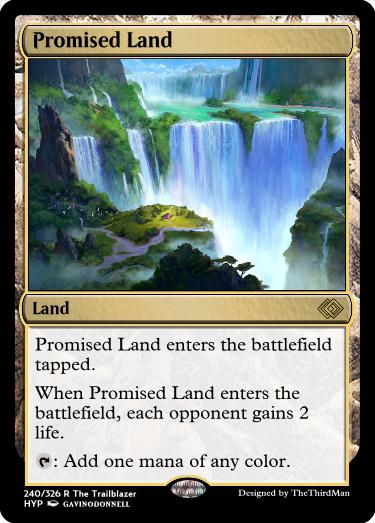 Promised Land
Land
Promised Land enters the battlefield
tapped.
When Promised Land enters the
battlefield, each opponent gains 2
life.
: Add one mana of any color.
240/326 R The Trailblazer
HYP GAVINODONNELL
Designed by TheThirdMan